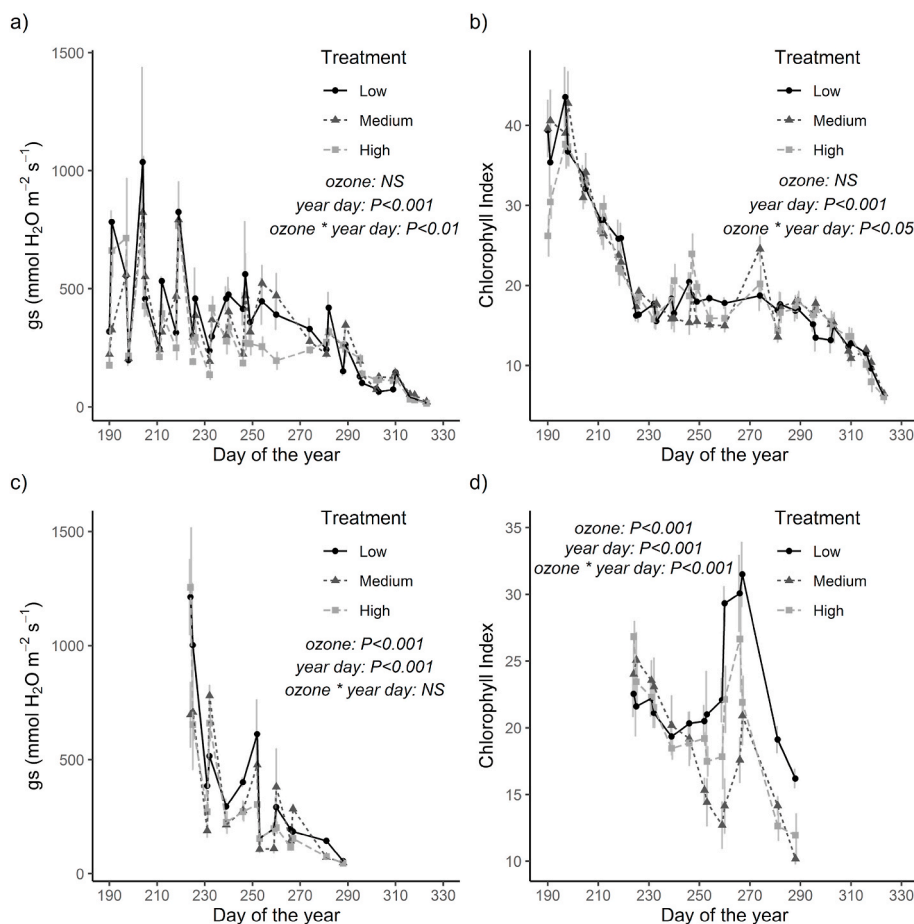 a)
1500
1000
500
0
gs (mmol H₂O m⁻² s⁻¹)
Treatment
Low
Medium
High
ozone: NS
year day: P<0.001
ozone * year day: P<0.01
190 210 230 250 270 290 310 330
Day of the year
b)
40
30
20
10
Chlorophyll Index
Treatment
Low
Medium
High
ozone: NS
year day: P<0.001
ozone * year day: P<0.05
190 210 230 250 270 290 310 330
Day of the year
c)
1500
1000
500
0
gs (mmol H₂O m⁻² s⁻¹)
Treatment
Low
Medium
High
ozone: P<0.001
year day: P<0.001
ozone * year day: NS
190 210 230 250 270 290 310 330
Day of the year
d)
35
30
25
20
15
10
Chlorophyll Index
ozone: P<0.001
year day: P<0.001
ozone * year day: P<0.001
Treatment
Low
Medium
High
190 210 230 250 270 290 310 330
Day of the year